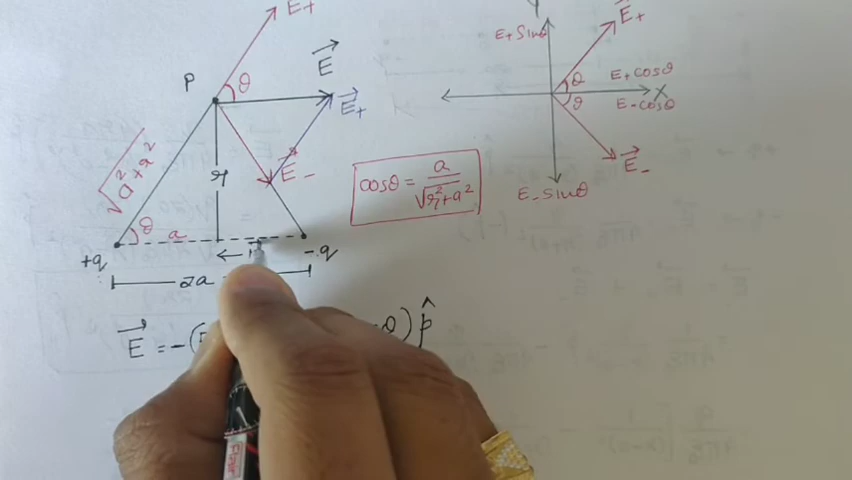 E₊
P
θ
E⃗
E⃗₊
√a²+r²
r
E⃗₋
θ
a
+q
-q
2a
E⃗ = -(
θ) p̂
Y
E⃗₊
E₊ sinθ
θ
E₊cosθ
X
θ
E₋cosθ
E⃗₋
E₋ sinθ
cosθ = a/√r²+a²